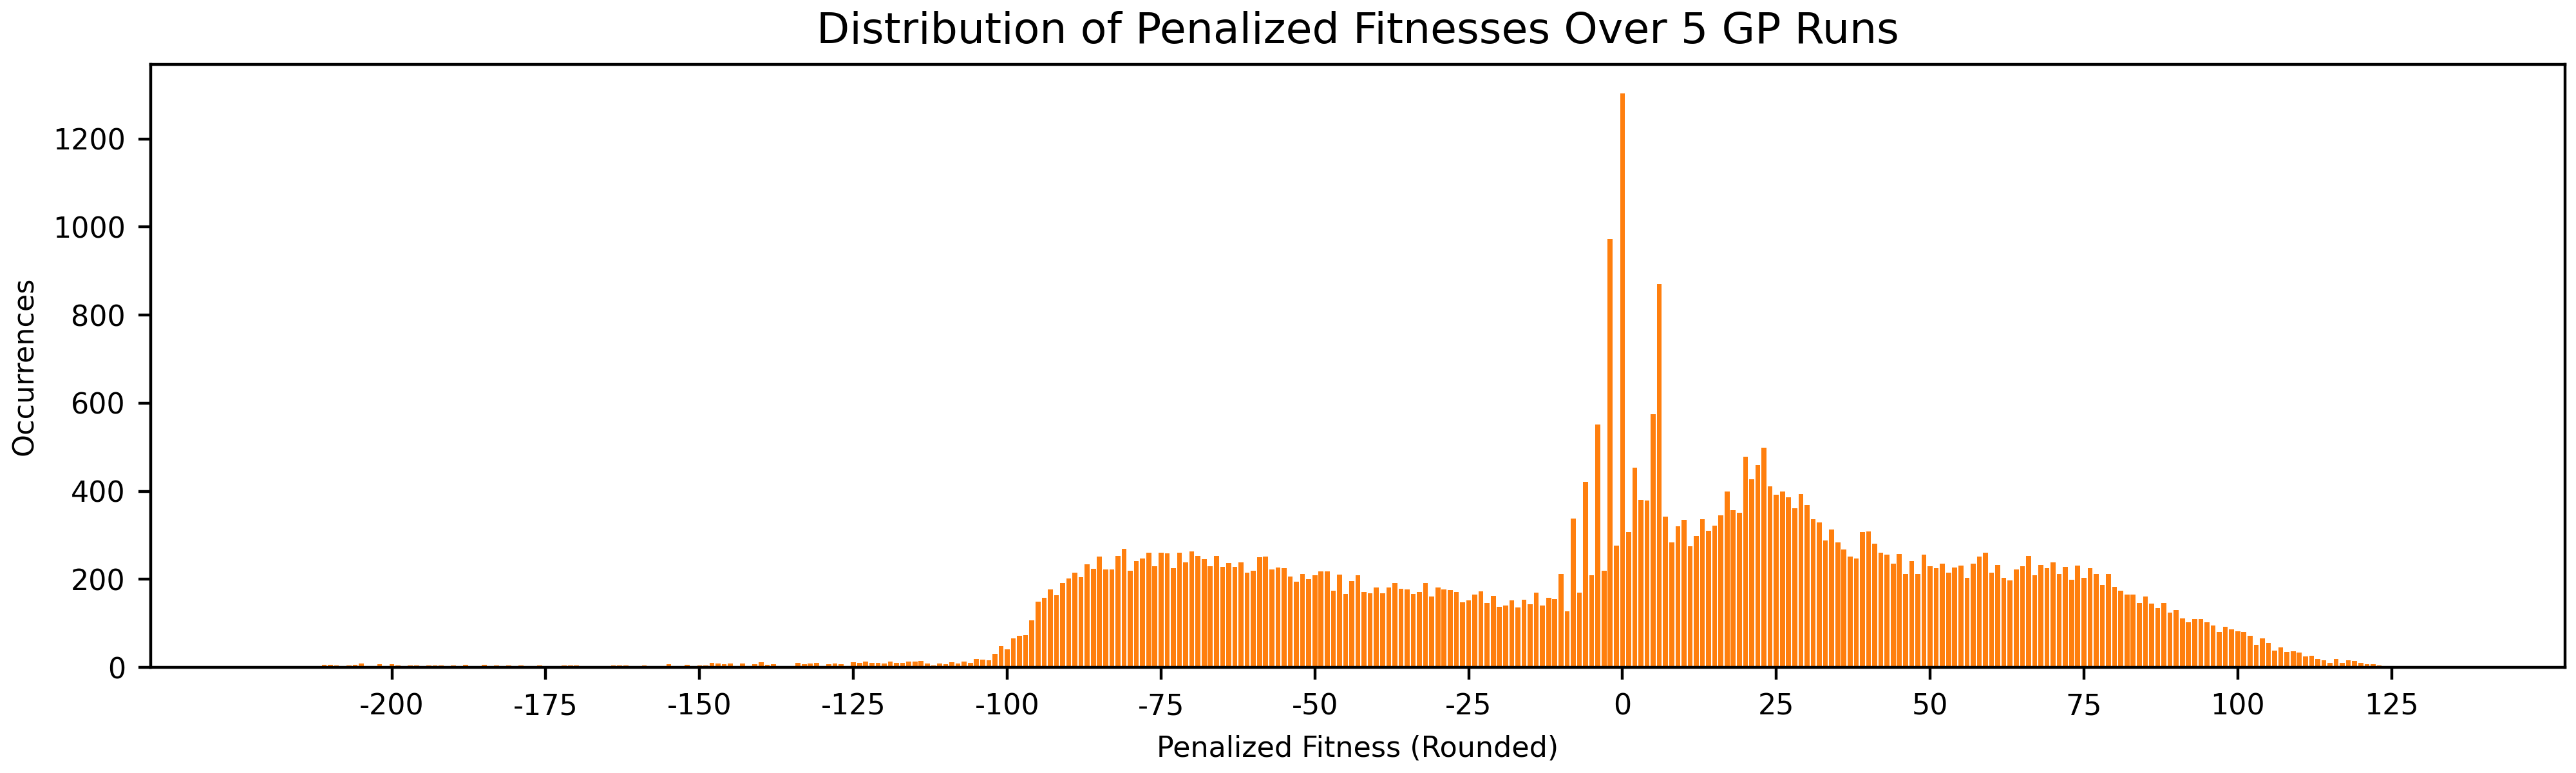 Distribution of Penalized Fitnesses Over 5 GP Runs
1200
1000
800
600
400
200
0
Occurrences
-200 -175 -150 -125 -100 -75 -50 -25 0 25 50 75 100 125
Penalized Fitness (Rounded)